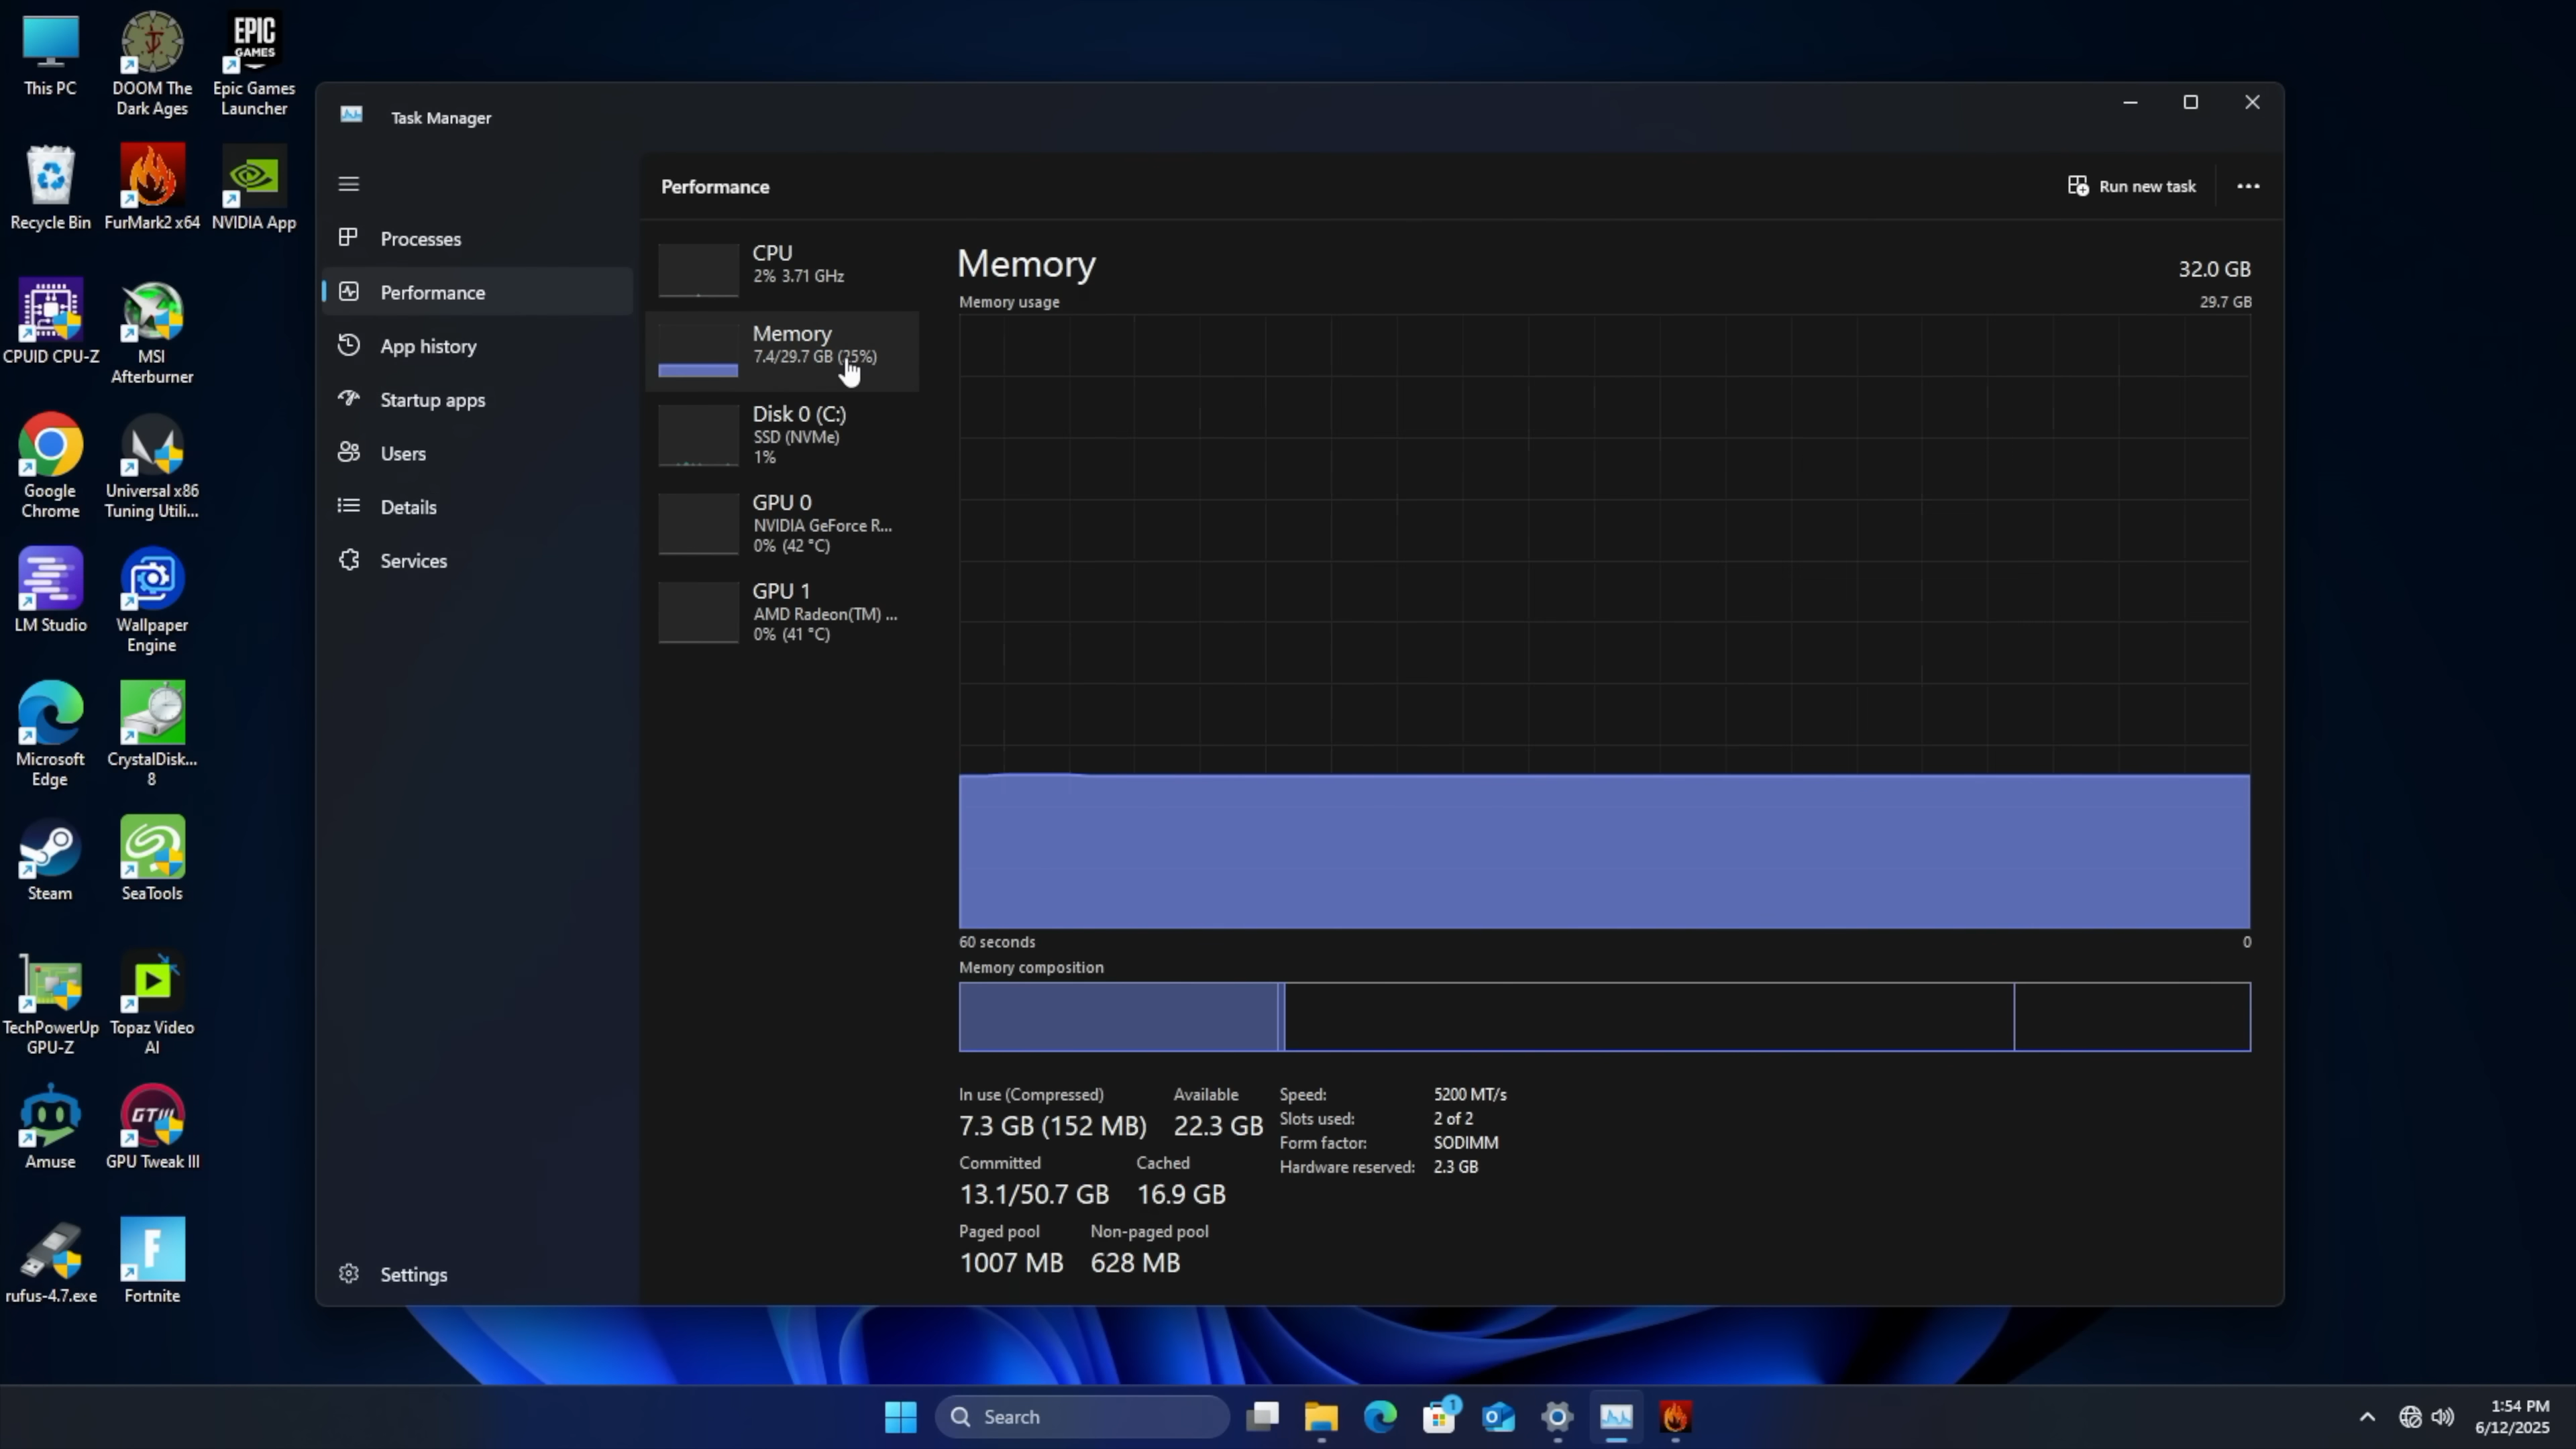 This PC
DOOM The
Dark Ages
EPIC
GAMES
Epic Games
Launcher
Recycle Bin
FurMark2 x64
NVIDIA App
CPUID CPU-Z
MSI
Afterburner
Google
Chrome
Universal x86
Tuning Utili...
LM Studio
Wallpaper
Engine
Microsoft
Edge
CrystalDisk...
8
Steam
SeaTools
TechPowerUp
GPU-Z
Topaz Video
AI
Amuse
GTIII
GPU Tweak III
rufus-4.7.exe
F
Fortnite
Task Manager
Processes
Performance
App history
Startup apps
Users
Details
Services
Settings
Performance
Run new task
CPU
2% 3.71 GHz
Memory
7.4/29.7 GB (25%)
Disk 0 (C:)
SSD (NVMe)
1%
GPU 0
NVIDIA GeForce R...
0% (42 °C)
GPU 1
AMD Radeon(TM) ...
0% (41 °C)
Memory
32.0 GB
Memory usage
29.7 GB
60 seconds
0
Memory composition
In use (Compressed)
7.3 GB (152 MB)
Available
22.3 GB
Committed
13.1/50.7 GB
Cached
16.9 GB
Paged pool
1007 MB
Non-paged pool
628 MB
Speed: 5200 MT/s
Slots used: 2 of 2
Form factor: SODIMM
Hardware reserved: 2.3 GB
Search
1
1:54 PM
6/12/2025